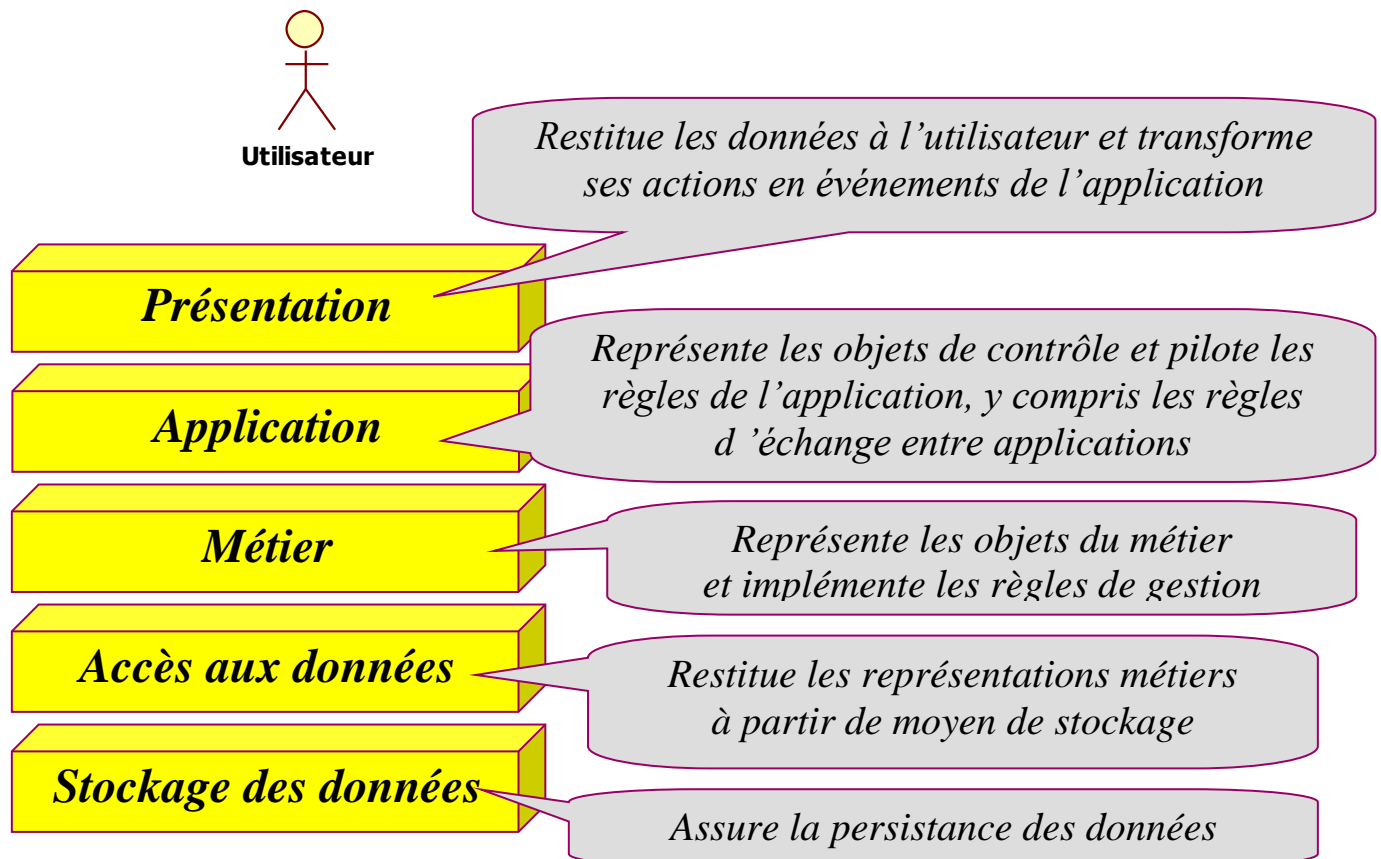 Utilisateur
Restitue les données à l’utilisateur et transforme
ses actions en événements de l’application
Présentation
Représente les objets de contrôle et pilote les
règles de l’application, y compris les règles
d ’échange entre applications
Application
Métier
Représente les objets du métier
et implémente les règles de gestion
Accès aux données
Restitue les représentations métiers
à partir de moyen de stockage
Stockage des données
Assure la persistance des données